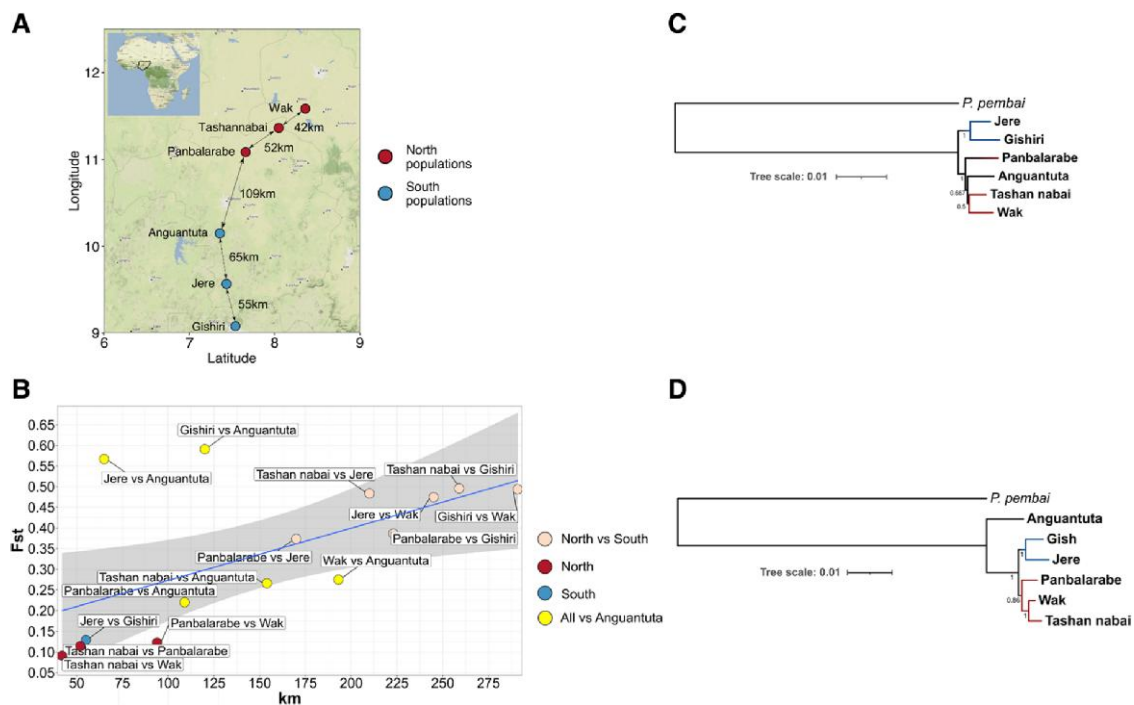 A
12
11
10
9
6
7
8
9
Longitude
Latitude
Wak
Tashannabai
42km
Panbalarabe
52km
109km
Anguantuta
65km
Jere
55km
Gishiri
North
populations
South
populations
B
Fst
0.65
0.60
0.55
0.50
0.45
0.40
0.35
0.30
0.25
0.20
0.15
0.10
0.05
50
75
100
125
150
175
200
225
250
275
km
Gishiri vs Anguantuta
Jere vs Anguantuta
Tashan nabai vs Jere
Tashan nabai vs Gishiri
Jere vs Wak
Gishiri vs Wak
Panbalarabe vs Jere
Panbalarabe vs Gishiri
Tashan nabai vs Anguantuta
Wak vs Anguantuta
Panbalarabe vs Anguantuta
Jere vs Gishiri
Panbalarabe vs Wak
Tashan nabai vs Panbalarabe
Tashan nabai vs Wak
North vs South
North
South
All vs Anguantuta
C
P. pembai
Jere
Gishiri
Panbalarabe
Anguantuta
Tashan nabai
Wak
Tree scale: 0.01
1
1
D
P. pembai
Anguantuta
Gish
Jere
Panbalarabe
Wak
Tashan nabai
Tree scale: 0.01
1
1
0.86
1